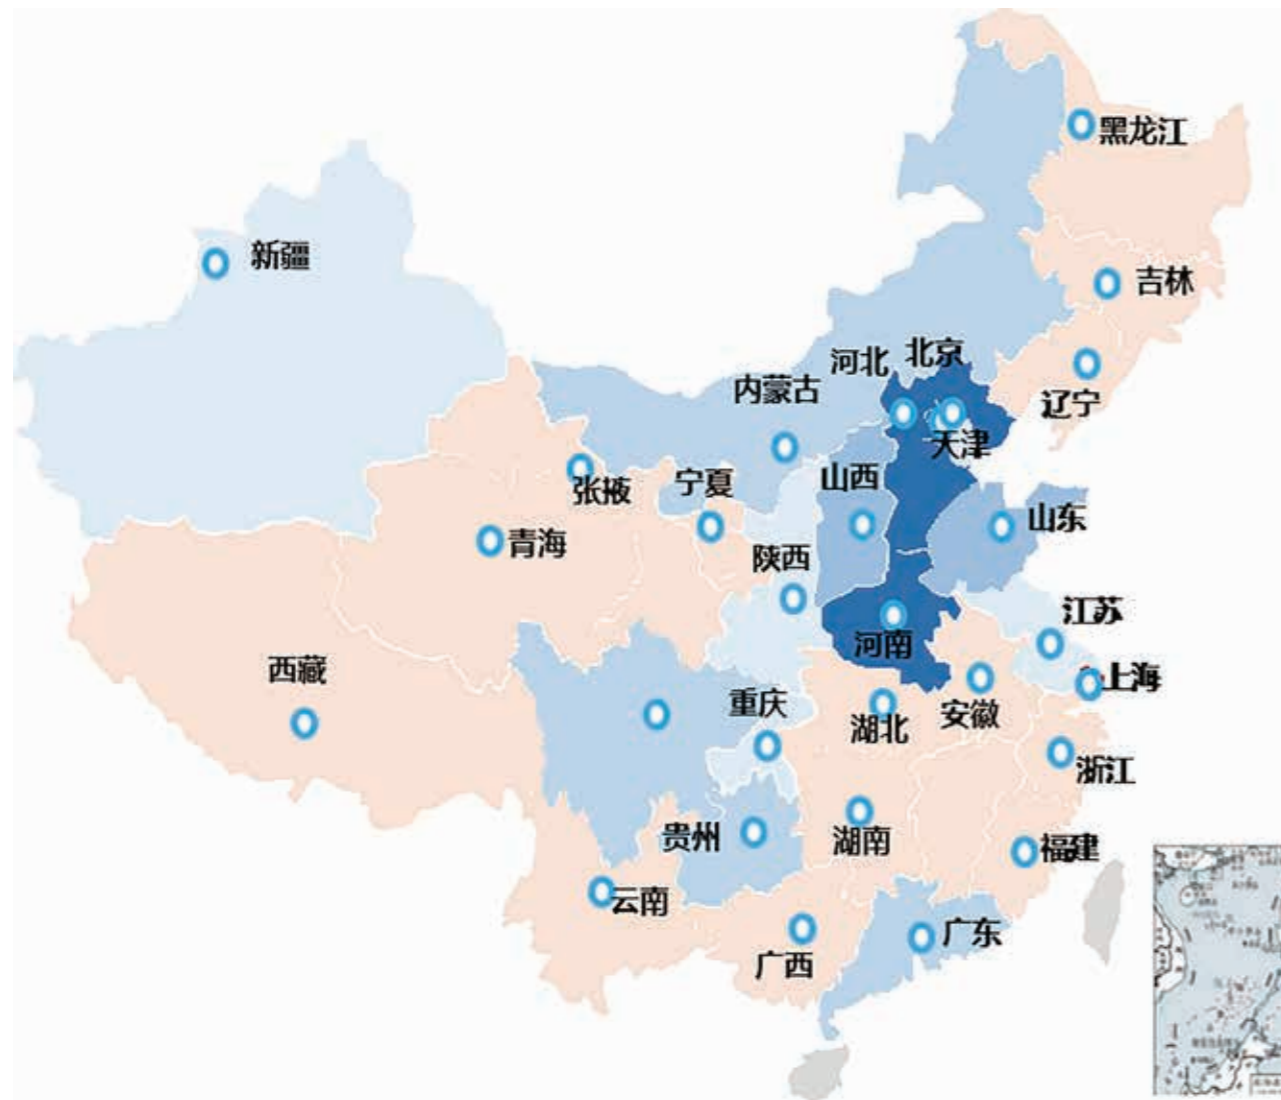 黑龙江
新疆
吉林
河北
北京
内蒙古
辽宁
天津
宁夏
山西
张掖
山东
青海
陕西
江苏
河南
西藏
上海
重庆
安徽
湖北
浙江
贵州
湖南
福建
云南
广东
广西